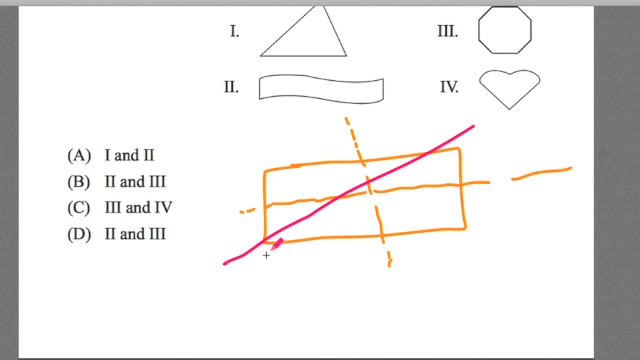 I.
III.
II.
IV.
(A) I and II
(B) II and III
(C) III and IV
(D) II and III